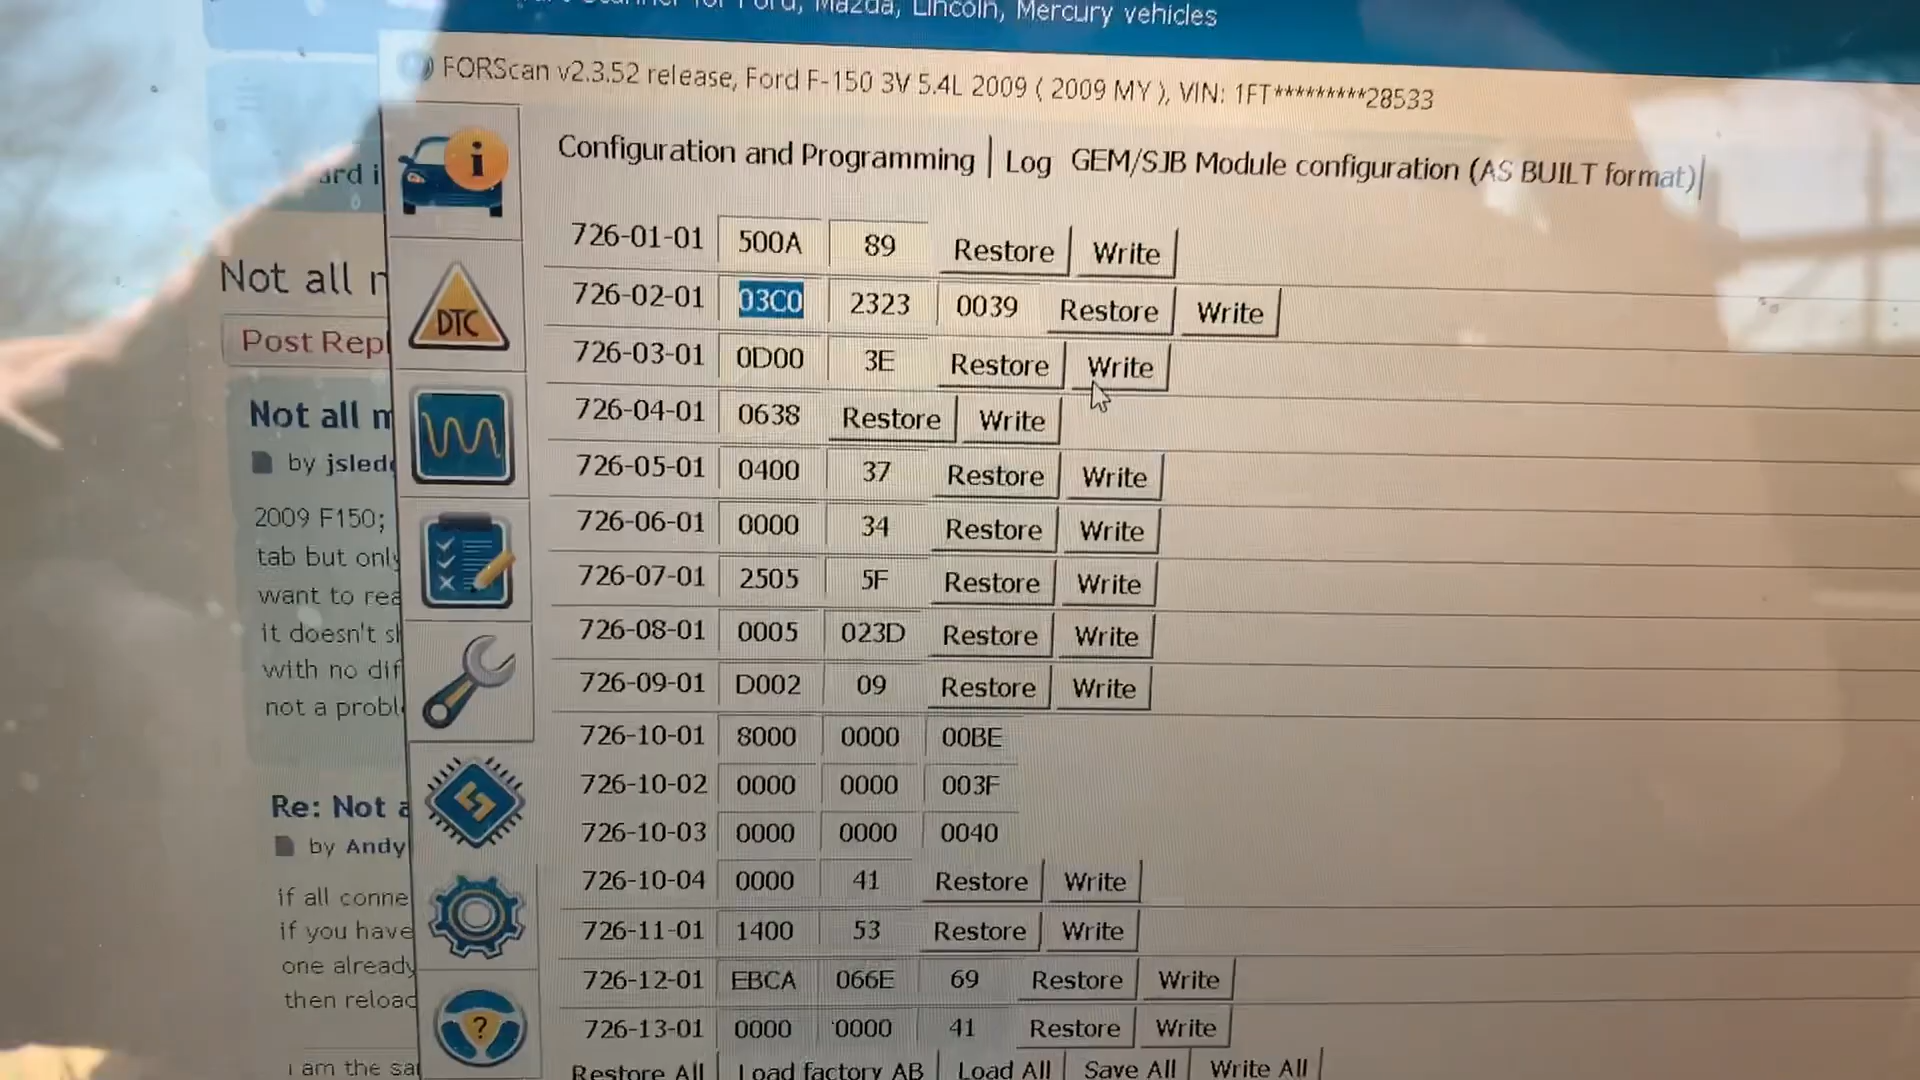 for Ford, Mazda, Lincoln, Mercury vehicles
FORScan v2.3.52 release, Ford F-150 3V 5.4L 2009 ( 2009 MY ), VIN: 1FT*********28533
Configuration and Programming | Log GEM/SJB Module configuration (AS BUILT format)
726-01-01 500A 89 Restore Write
726-02-01 03C0 2323 0039 Restore Write
726-03-01 0D00 3E Restore Write
726-04-01 0638 Restore Write
726-05-01 0400 37 Restore Write
726-06-01 0000 34 Restore Write
726-07-01 2505 5F Restore Write
726-08-01 0005 023D Restore Write
726-09-01 D002 09 Restore Write
726-10-01 8000 0000 00BE
726-10-02 0000 0000 003F
726-10-03 0000 0000 0040
726-10-04 0000 41 Restore Write
726-11-01 1400 53 Restore Write
726-12-01 EBCA 066E 69 Restore Write
726-13-01 0000 0000 41 Restore Write
Restore All Load factory AB Load All Save All Write All
i
DTC
?
ard i
Not all
Post Repl
Not all
by jsled
2009 F150;
tab but only
want to rea
it doesn't s
with no dif
not a probl
Re: Not a
by Andy
if all conne
if you have
one already
then reload
i am the sa